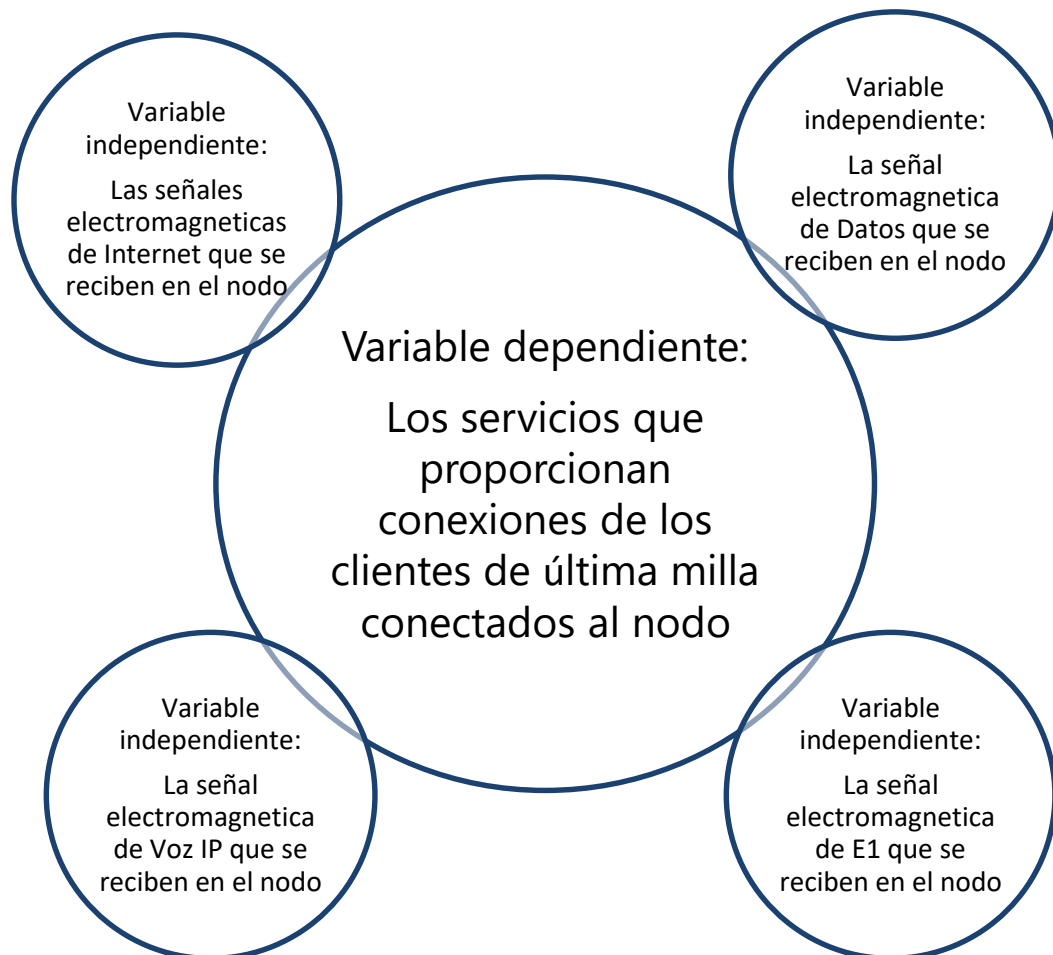 Variable
independiente:
Las señales
electromagneticas
de Internet que se
reciben en el nodo
Variable
independiente:
La señal
electromagnetica
de Datos que se
reciben en el nodo
Variable dependiente:
Los servicios que
proporcionan
conexiones de los
clientes de última milla
conectados al nodo
Variable
independiente:
La señal
electromagnetica
de Voz IP que se
reciben en el nodo
Variable
independiente:
La señal
electromagnetica
de E1 que se
reciben en el nodo